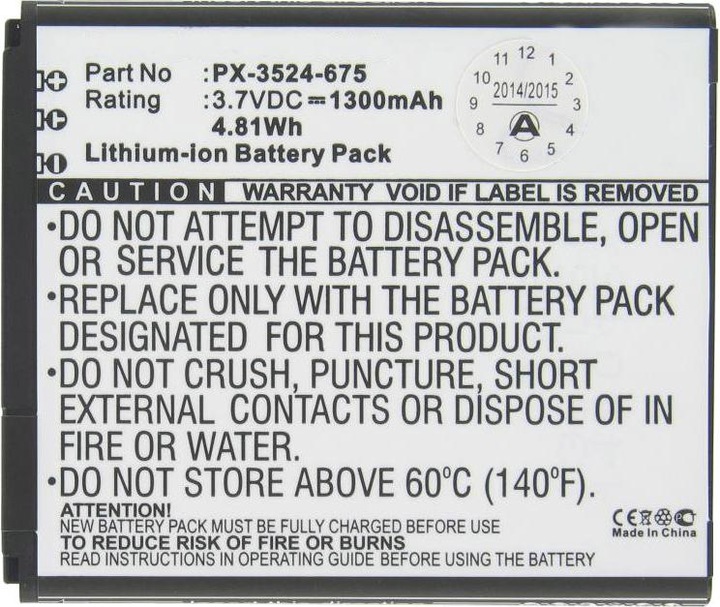 Part No :PX-3524-675
Rating :3.7VDC⎓1300mAh
4.81Wh
Lithium-ion Battery Pack
11 12 1
10 2
9 2014/2015 3
8 A 4
7 6 5
CAUTION WARRANTY VOID IF LABEL IS REMOVED
•DO NOT ATTEMPT TO DISASSEMBLE, OPEN
OR SERVICE THE BATTERY PACK.
•REPLACE ONLY WITH THE BATTERY PACK
DESIGNATED FOR THIS PRODUCT.
•DO NOT CRUSH, PUNCTURE, SHORT
EXTERNAL CONTACTS OR DISPOSE OF IN
FIRE OR WATER.
•DO NOT STORE ABOVE 60°C (140°F).
ATTENTION:
NEW BATTERY PACK MUST BE FULLY CHARGED BEFORE USE
TO REDUCE RISK OF FIRE OR BURNS
READ INSTRUCTIONS IN OPERATING GUIDE BEFORE USING THE BATTERY
CE
Made in China